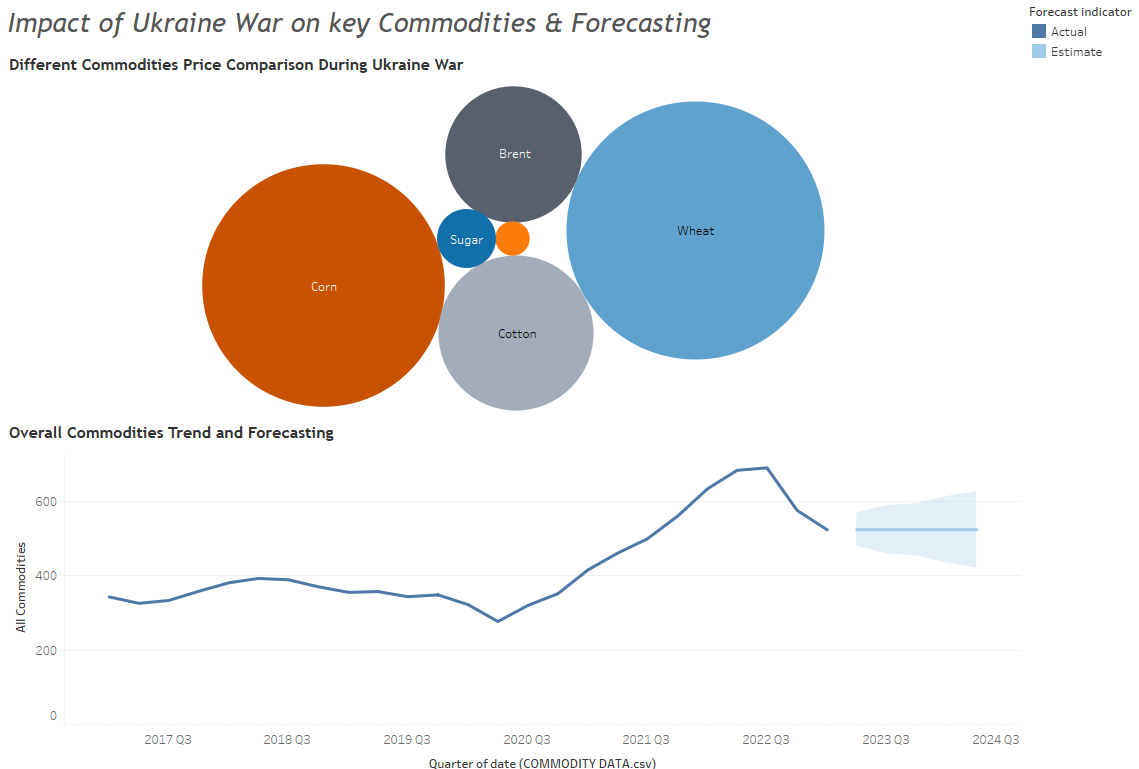 Impact of Ukraine War on key Commodities & Forecasting
Forecast indicator
Actual
Estimate
Different Commodities Price Comparison During Ukraine War
Brent
Wheat
Sugar
Corn
Cotton
Overall Commodities Trend and Forecasting
All Commodities
600
400
200
0
2017 Q3
2018 Q3
2019 Q3
2020 Q3
2021 Q3
2022 Q3
2023 Q3
2024 Q3
Quarter of date (COMMODITY DATA.csv)